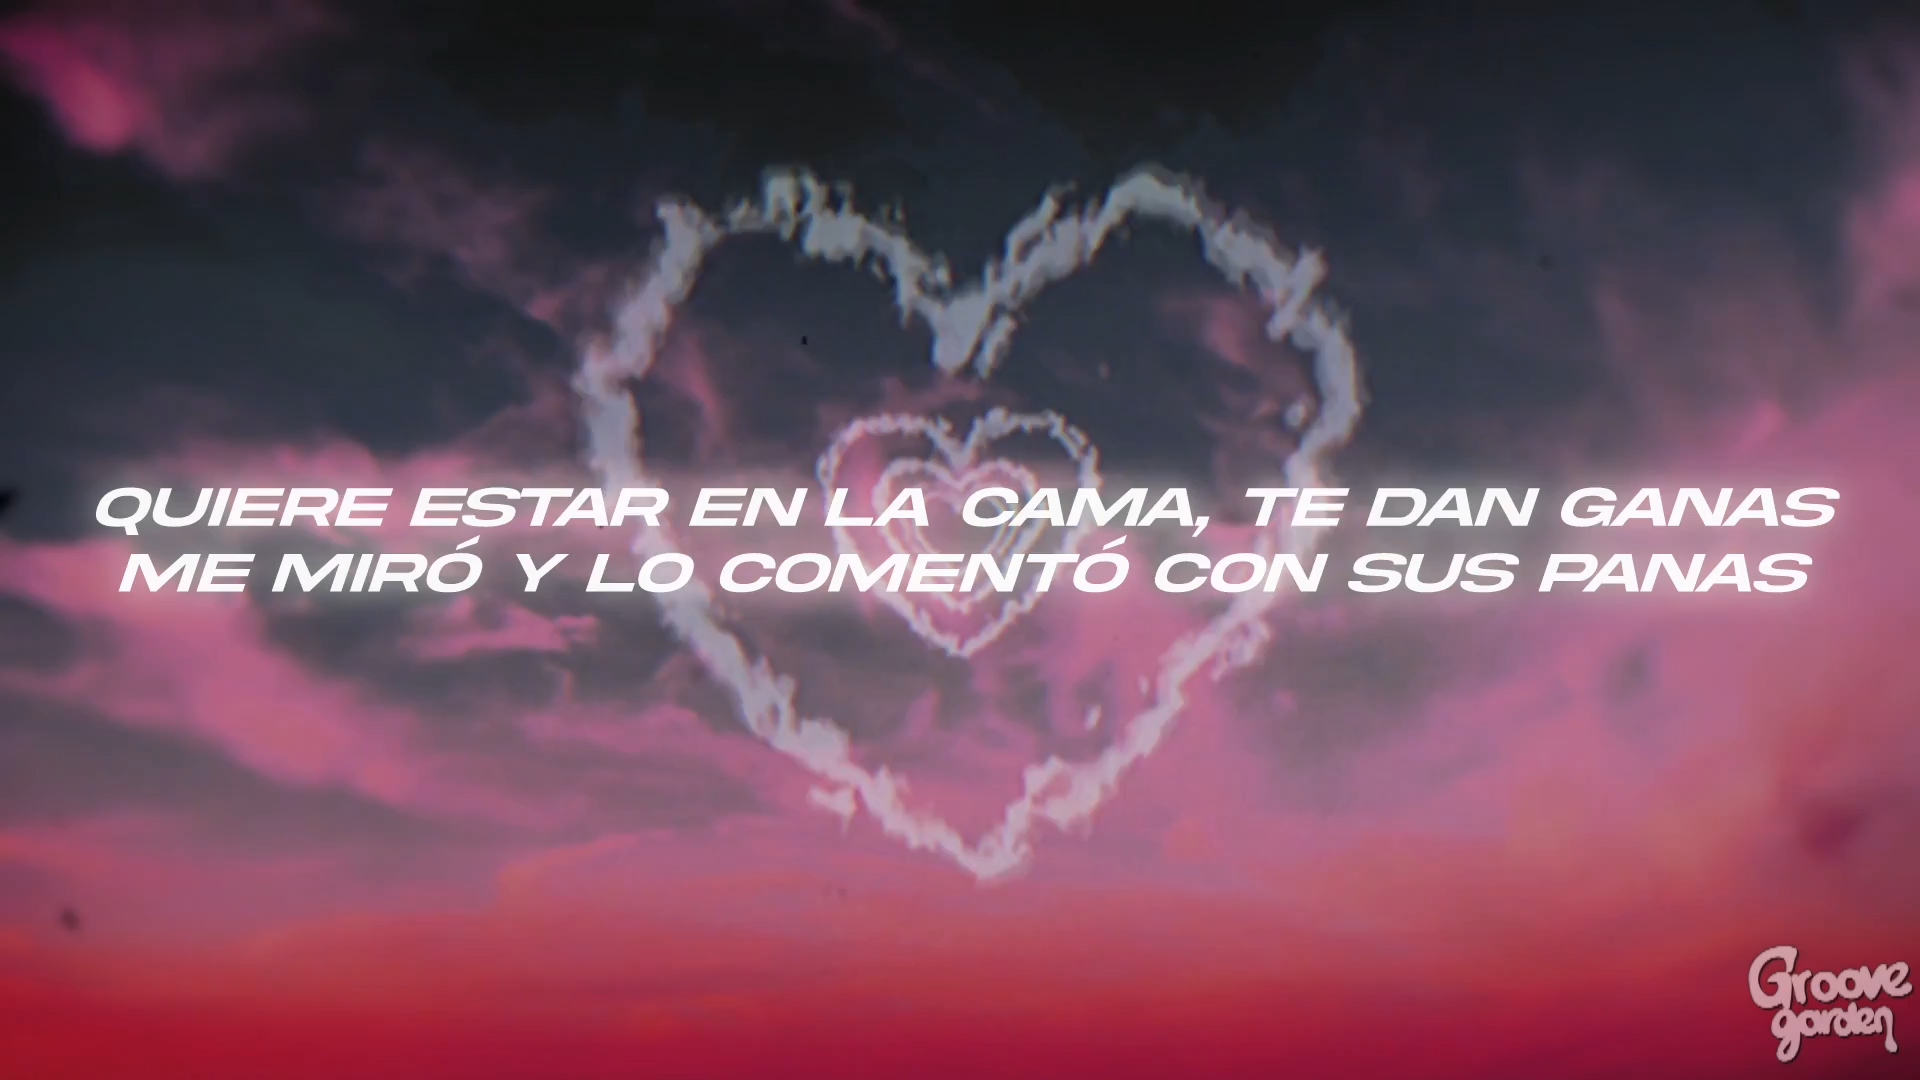 QUIERE ESTAR EN LA CAMA, TE DAN GANAS
ME MIRÓ Y LO COMENTÓ CON SUS PANAS
Groove
garden